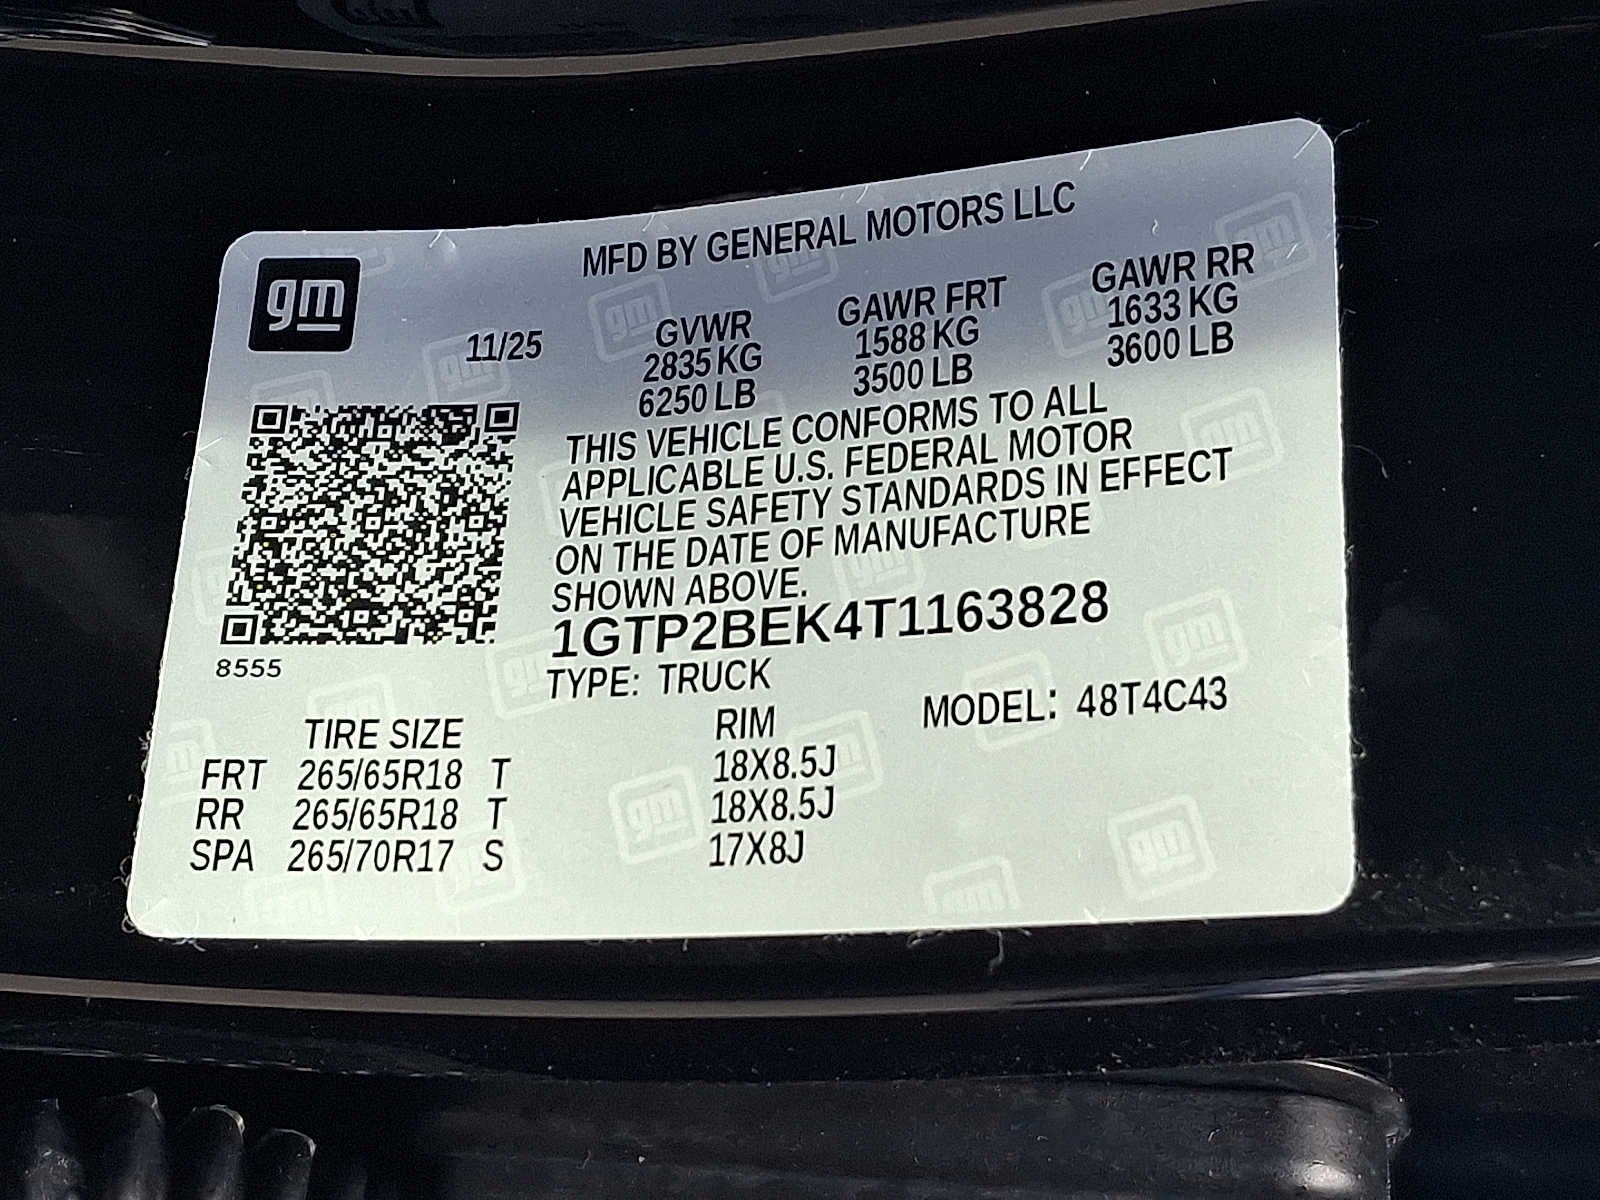 MFD BY GENERAL MOTORS LLC
gm
11/25
GVWR GAWR FRT GAWR RR
2835 KG 1588 KG 1633 KG
6250 LB 3500 LB 3600 LB
THIS VEHICLE CONFORMS TO ALL
APPLICABLE U.S. FEDERAL MOTOR
VEHICLE SAFETY STANDARDS IN EFFECT
ON THE DATE OF MANUFACTURE
SHOWN ABOVE.
1GTP2BEK4T1163828
8555
TYPE: TRUCK
MODEL: 48T4C43
TIRE SIZE RIM
FRT 265/65R18 T 18X8.5J
RR 265/65R18 T 18X8.5J
SPA 265/70R17 S 17X8J